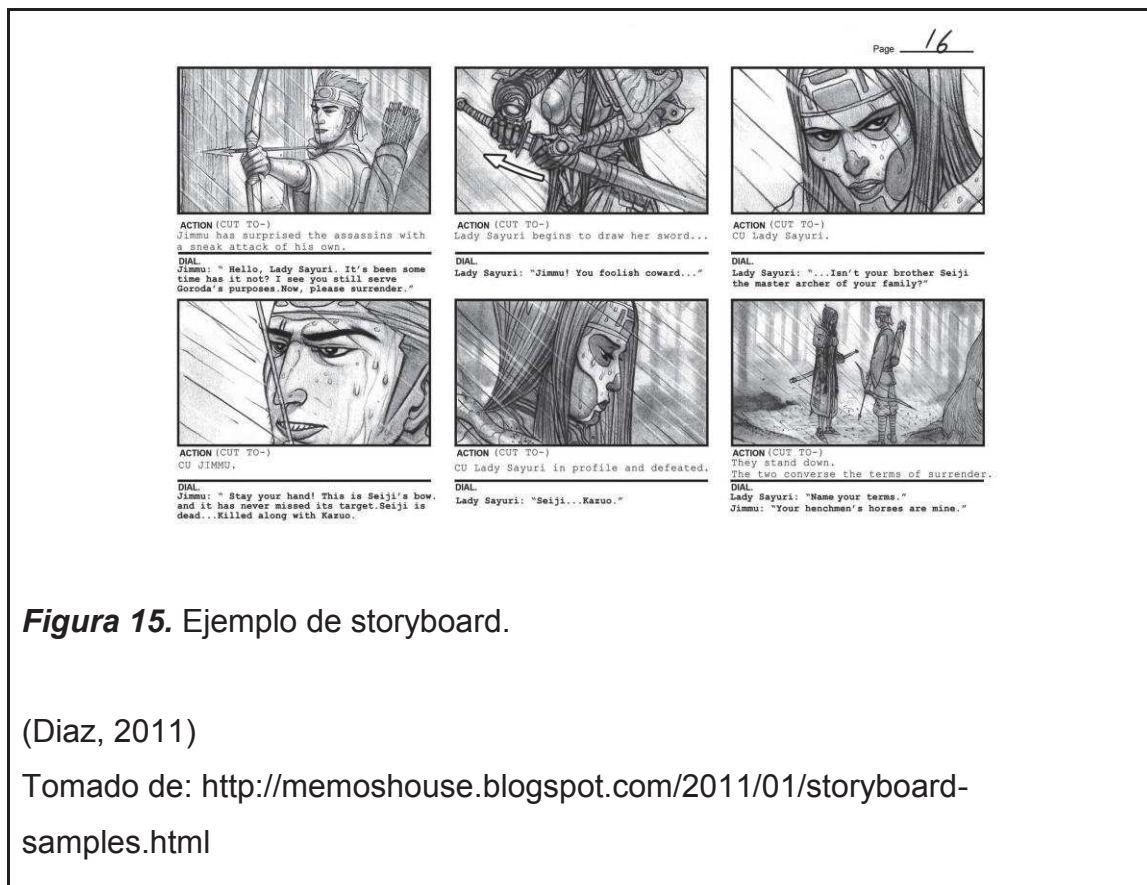 Page 16
ACTION (CUT TO-)
Jimmu has surprised the assassins with
a sneak attack of his own.
DIAL.
Jimmu: " Hello, Lady Sayuri. It's been some
time has it not? I see you still serve
Goroda's purposes.Now, please surrender."
ACTION (CUT TO-)
Lady Sayuri begins to draw her sword...
DIAL.
Lady Sayuri: "Jimmu! You foolish coward..."
ACTION (CUT TO-)
CU Lady Sayuri.
DIAL.
Lady Sayuri: "...Isn't your brother Seiji
the master archer of your family?"
ACTION (CUT TO-)
CU JIMMU.
DIAL.
Jimmu: " Stay your hand! This is Seiji's bow.
and it has never missed its target.Seiji is
dead...Killed along with Kazuo.
ACTION (CUT TO-)
CU Lady Sayuri in profile and defeated.
DIAL.
Lady Sayuri: "Seiji...Kazuo."
ACTION (CUT TO-)
They stand down.
The two converse the terms of surrender.
DIAL.
Lady Sayuri: "Name your terms."
Jimmu: "Your henchmen's horses are mine."
Figura 15. Ejemplo de storyboard.
(Diaz, 2011)
Tomado de: http://memoshouse.blogspot.com/2011/01/storyboard-
samples.html